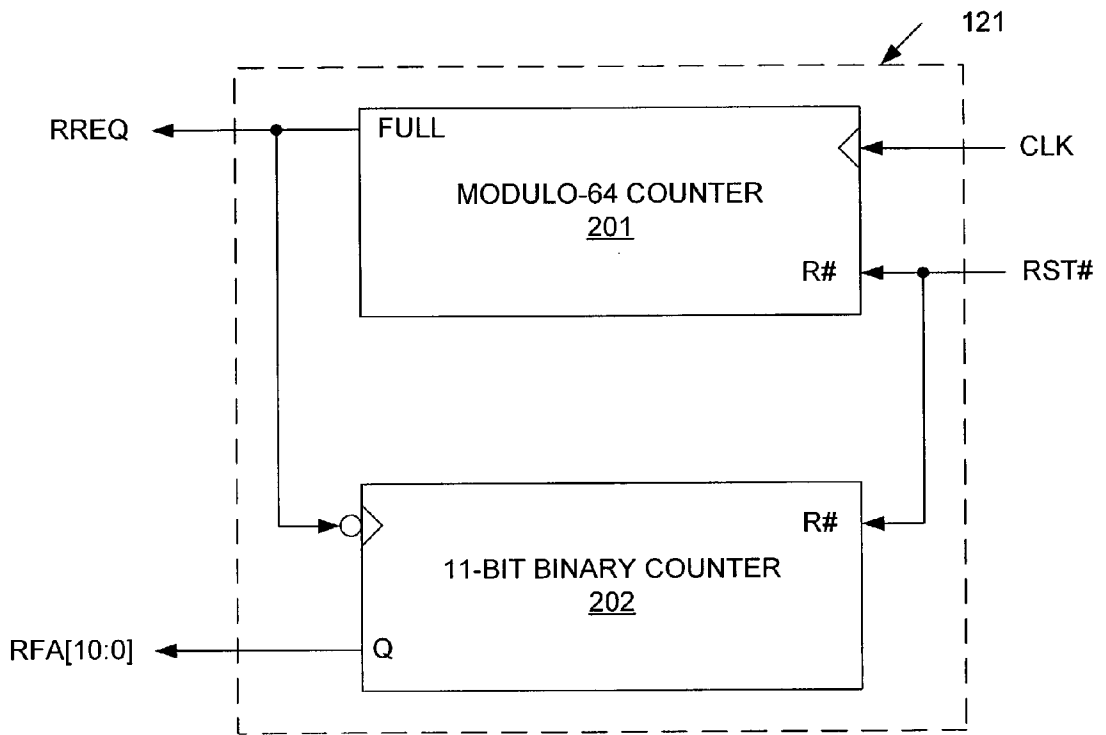 121
RREQ
FULL
CLK
MODULO-64 COUNTER
201
R#
RST#
R#
11-BIT BINARY COUNTER
202
RFA[10:0]
Q